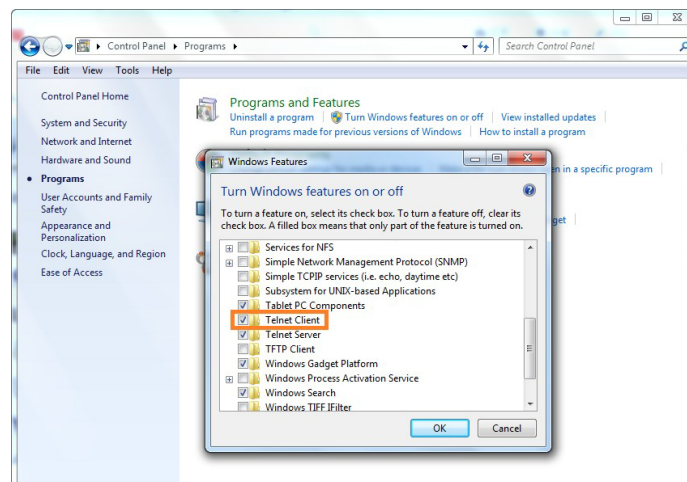 Control Panel ▸ Programs ▸
Search Control Panel
File Edit View Tools Help
Control Panel Home
System and Security
Network and Internet
Hardware and Sound
Programs
User Accounts and Family
Safety
Appearance and
Personalization
Clock, Language, and Region
Ease of Access
Programs and Features
Uninstall a program Turn Windows features on or off View installed updates
Run programs made for previous versions of Windows How to install a program
en in a specific program
get
Windows Features
Turn Windows features on or off
To turn a feature on, select its check box. To turn a feature off, clear its
check box. A filled box means that only part of the feature is turned on.
Services for NFS
Simple Network Management Protocol (SNMP)
Simple TCPIP services (i.e. echo, daytime etc)
Subsystem for UNIX-based Applications
Tablet PC Components
Telnet Client
Telnet Server
TFTP Client
Windows Gadget Platform
Windows Process Activation Service
Windows Search
Windows TIFF IFilter
OK Cancel